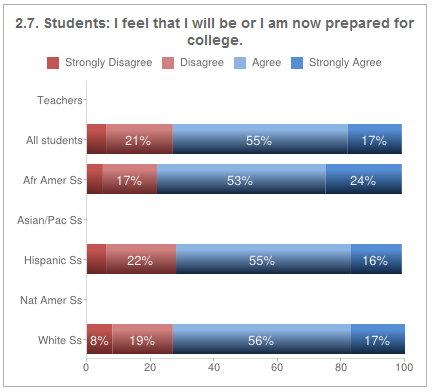 2.7. Students: I feel that I will be or I am now prepared for
college.
Strongly Disagree Disagree Agree Strongly Agree
Teachers
All students 21% 55% 17%
Afr Amer Ss 17% 53% 24%
Asian/Pac Ss
Hispanic Ss 22% 55% 16%
Nat Amer Ss
White Ss 8% 19% 56% 17%
0 20 40 60 80 100